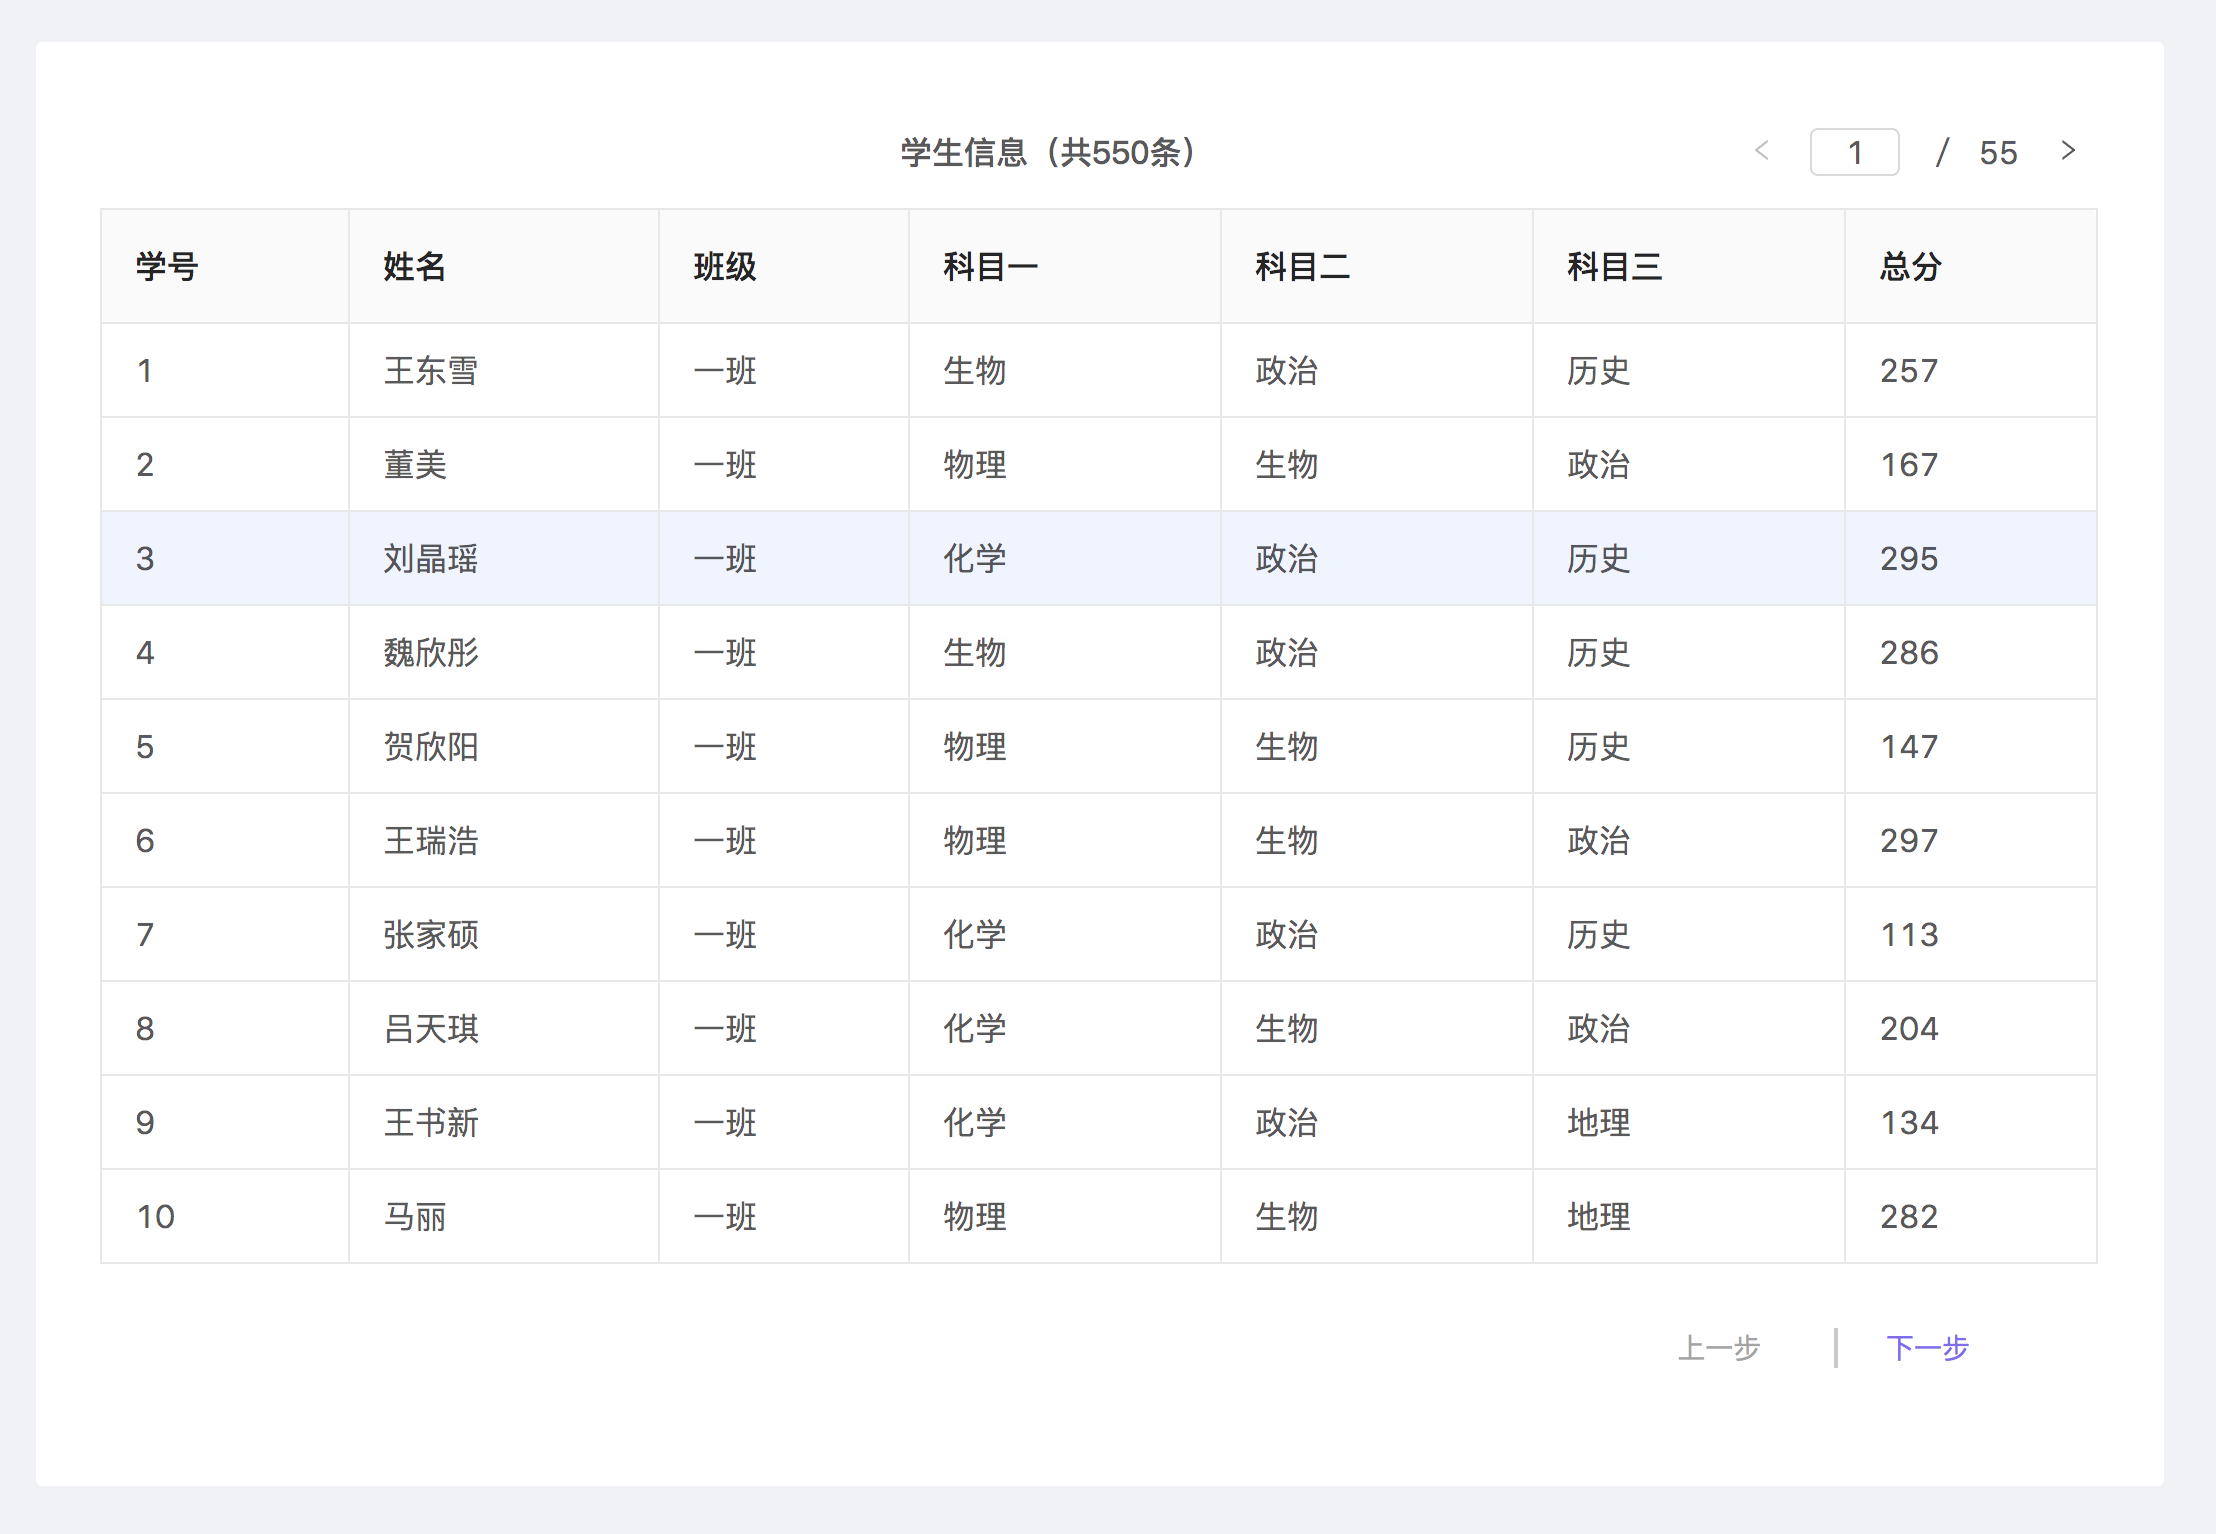 学生信息（共550条）
< 1 / 55 >
学号 姓名 班级 科目一 科目二 科目三 总分
1 王东雪 一班 生物 政治 历史 257
2 董美 一班 物理 生物 政治 167
3 刘晶瑶 一班 化学 政治 历史 295
4 魏欣彤 一班 生物 政治 历史 286
5 贺欣阳 一班 物理 生物 历史 147
6 王瑞浩 一班 物理 生物 政治 297
7 张家硕 一班 化学 政治 历史 113
8 吕天琪 一班 化学 生物 政治 204
9 王书新 一班 化学 政治 地理 134
10 马丽 一班 物理 生物 地理 282
上一步 | 下一步